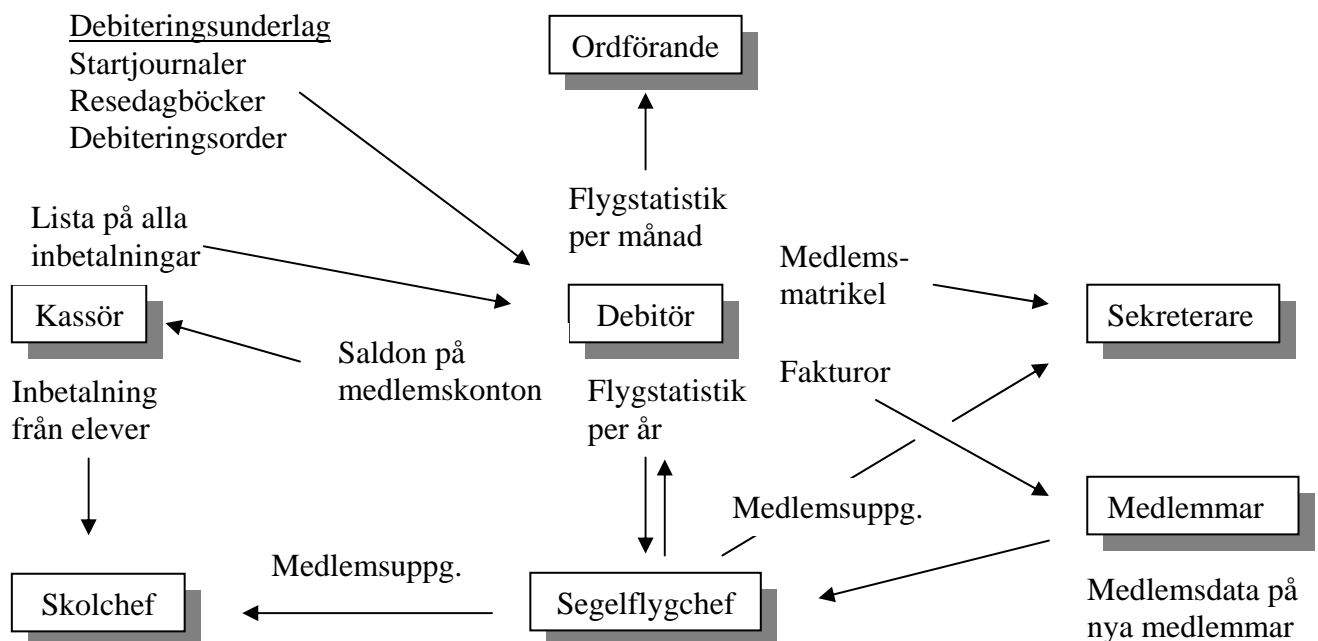 Debiteringsunderlag
Startjournaler
Resedagböcker
Debiteringsorder
Ordförande
Flygstatistik
per månad
Lista på alla
inbetalningar
Medlems-
matrikel
Kassör
Debitör
Sekreterare
Saldon på
medlemskonton
Fakturor
Inbetalning
från elever
Flygstatistik
per år
Medlemsuppg.
Medlemmar
Medlemsuppg.
Skolchef
Segelflygchef
Medlemsdata på
nya medlemmar